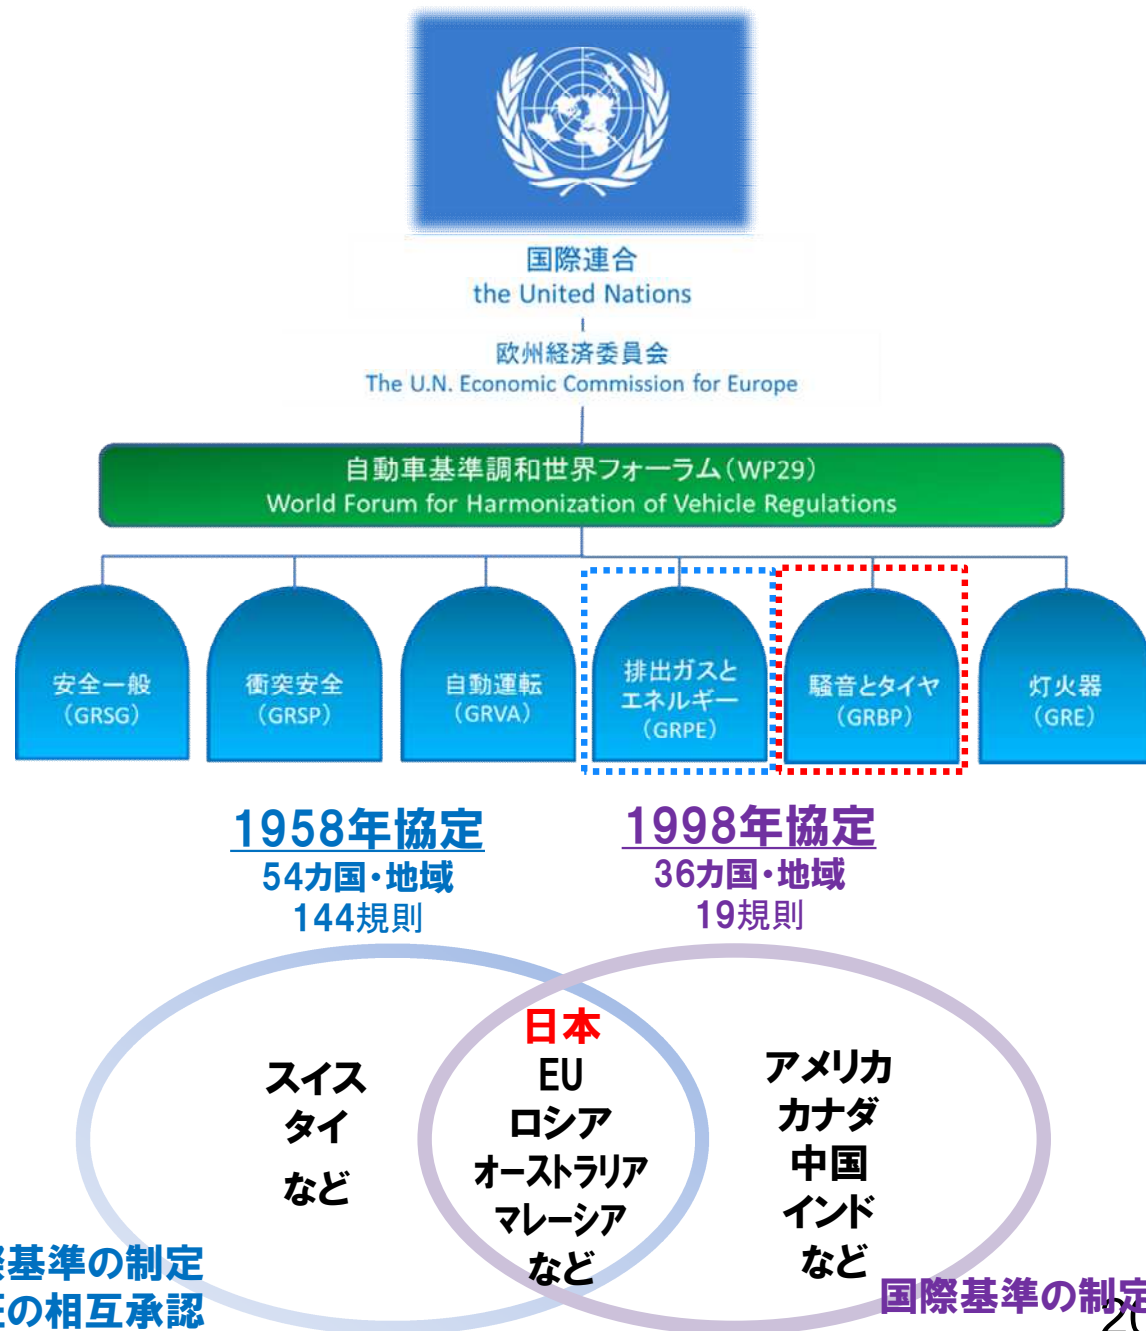 国際連合
the United Nations
欧州経済委員会
The U.N. Economic Commission for Europe
自動車基準調和世界フォーラム(WP29)
World Forum for Harmonization of Vehicle Regulations
安全一般
(GRSG)
衝突安全
(GRSP)
自動運転
(GRVA)
排出ガスと
エネルギー
(GRPE)
騒音とタイヤ
(GRBP)
灯火器
(GRE)
1958年協定
54カ国・地域
144規則
1998年協定
36カ国・地域
19規則
スイス
タイ
など
日本
EU
ロシア
オーストラリア
マレーシア
など
アメリカ
カナダ
中国
インド
など
基準の制定
の相互承認
国際基準の制定